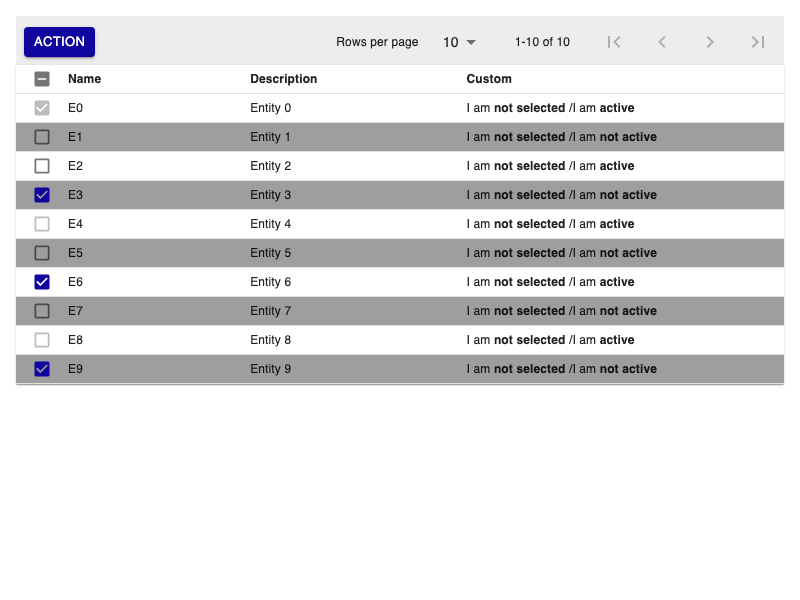 ACTION Rows per page 10 1-10 of 10
Name Description Custom
E0 Entity 0 I am not selected /I am active
E1 Entity 1 I am not selected /I am not active
E2 Entity 2 I am not selected /I am active
E3 Entity 3 I am not selected /I am not active
E4 Entity 4 I am not selected /I am active
E5 Entity 5 I am not selected /I am not active
E6 Entity 6 I am not selected /I am active
E7 Entity 7 I am not selected /I am not active
E8 Entity 8 I am not selected /I am active
E9 Entity 9 I am not selected /I am not active